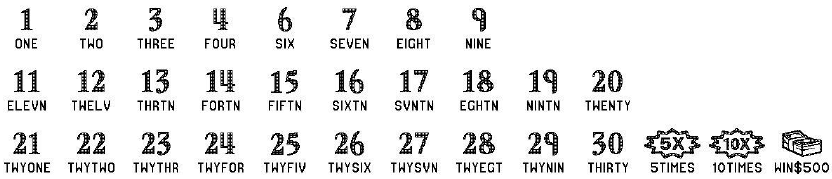 1 2 3 4 6 7 8 9
ONE TWO THREE FOUR SIX SEVEN EIGHT NINE
11 12 13 14 15 16 17 18 19 20
ELEVN TWELV THRTN FORTN FIFTN SIXTN SVNTN EGHTN NINTN TWENTY
21 22 23 24 25 26 27 28 29 30 5X 10X
TWYONE TWYTWO TWYTHR TWYFOR TWYFIV TWYSIX TWYSVN TWYEGT TWYNIN THIRTY 5TIMES 10TIMES WIN$500